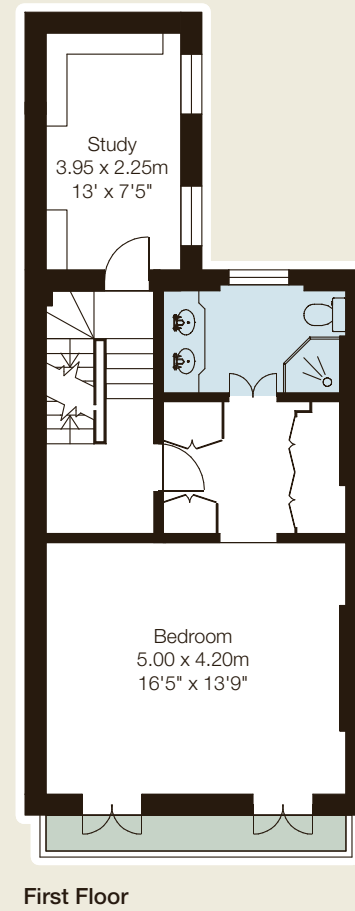 Study
3.95 x 2.25m
13' x 7'5"
Bedroom
5.00 x 4.20m
16'5" x 13'9"
First Floor